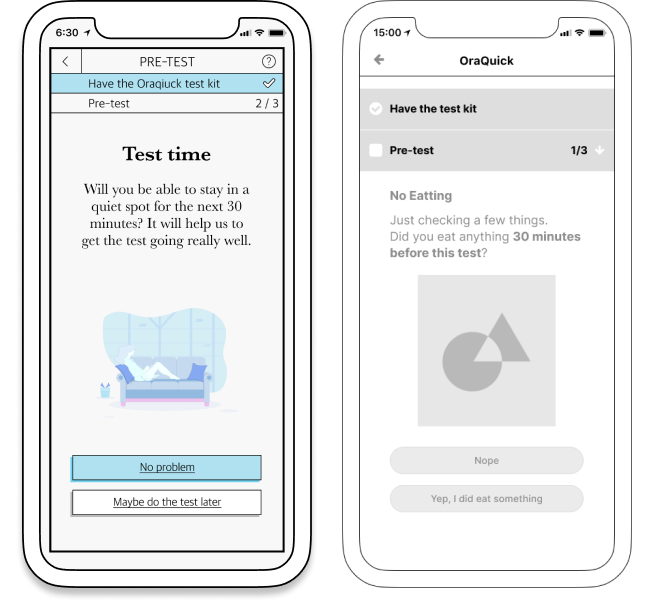 6:30
PRE-TEST
?
Have the Oraqiuck test kit
Pre-test 2 / 3
Test time
Will you be able to stay in a
quiet spot for the next 30
minutes? It will help us to
get the test going really well.
No problem
Maybe do the test later
15:00
OraQuick
Have the test kit
Pre-test 1/3
No Eatting
Just checking a few things.
Did you eat anything 30 minutes
before this test?
Nope
Yep, I did eat something